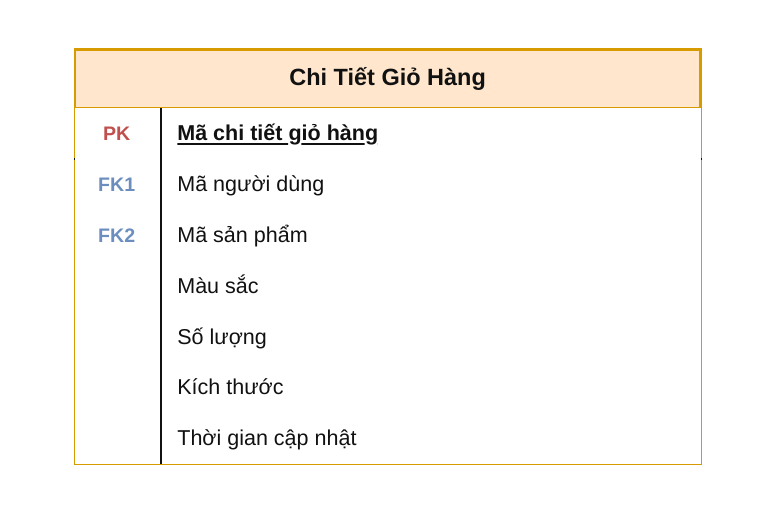 Chi Tiết Giỏ Hàng
PK Mã chi tiết giỏ hàng
FK1 Mã người dùng
FK2 Mã sản phẩm
Màu sắc
Số lượng
Kích thước
Thời gian cập nhật